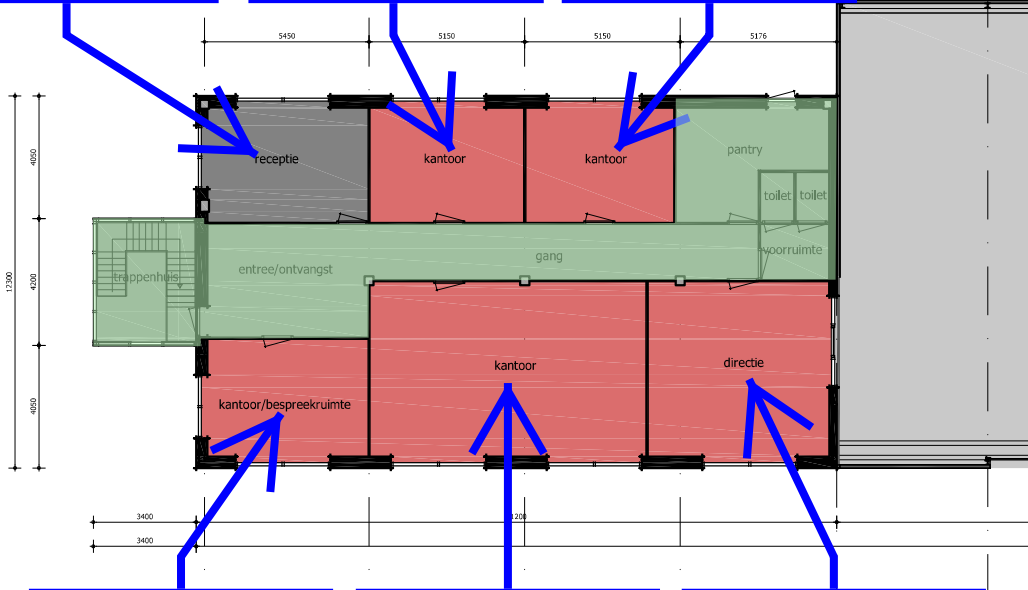 5450
5150
5150
5176
4050
receptie
kantoor
kantoor
pantry
toilet
toilet
12300
4200
trappenhuis
entree/ontvangst
gang
voorruimte
4050
kantoor/bespreekruimte
kantoor
directie
3400
1200
3400